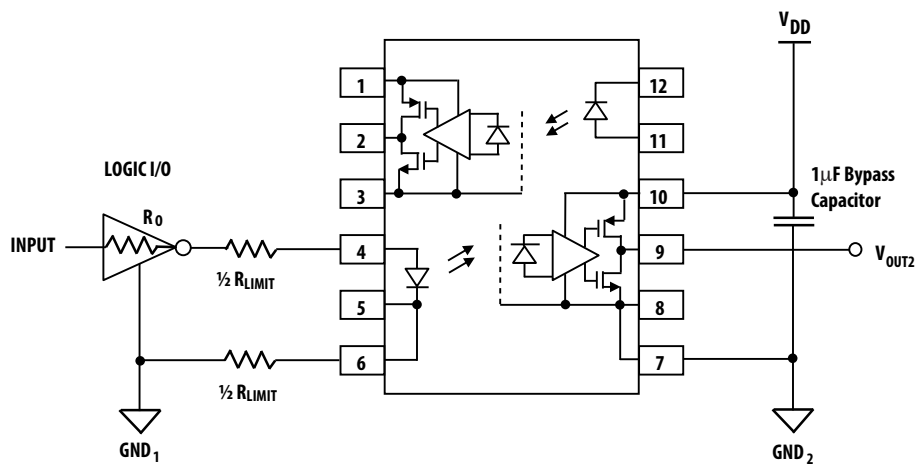 V_DD
1
12
2
11
LOGIC I/O
3
10
1μF Bypass
Capacitor
R_O
INPUT
4
9
V_OUT2
½ R_LIMIT
5
8
6
7
½ R_LIMIT
GND_1
GND_2